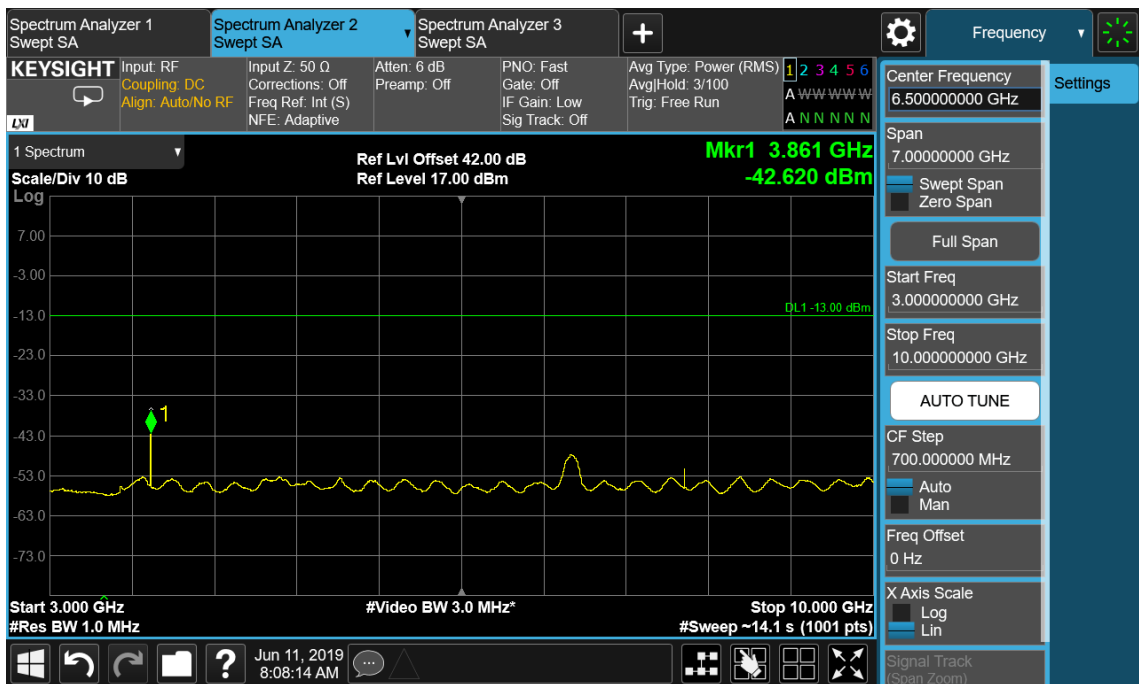 Spectrum Analyzer 1
Swept SA
Spectrum Analyzer 2
Swept SA
Spectrum Analyzer 3
Swept SA
Frequency
KEYSIGHT
LXI
Input: RF
Coupling: DC
Align: Auto/No RF
Input Z: 50 Ω
Corrections: Off
Freq Ref: Int (S)
NFE: Adaptive
Atten: 6 dB
Preamp: Off
PNO: Fast
Gate: Off
IF Gain: Low
Sig Track: Off
Avg Type: Power (RMS)
Avg|Hold: 3/100
Trig: Free Run
1 2 3 4 5 6
A W W W W W
A N N N N N
1 Spectrum
Scale/Div 10 dB
Log
Ref Lvl Offset 42.00 dB
Ref Level 17.00 dBm
Mkr1 3.861 GHz
-42.620 dBm
7.00
-3.00
-13.0
-23.0
-33.0
-43.0
-53.0
-63.0
-73.0
DL1 -13.00 dBm
1
Start 3.000 GHz
#Res BW 1.0 MHz
#Video BW 3.0 MHz*
Stop 10.000 GHz
#Sweep ~14.1 s (1001 pts)
?
Jun 11, 2019
8:08:14 AM
Center Frequency
6.500000000 GHz
Span
7.00000000 GHz
Swept Span
Zero Span
Full Span
Start Freq
3.000000000 GHz
Stop Freq
10.000000000 GHz
AUTO TUNE
CF Step
700.000000 MHz
Auto
Man
Freq Offset
0 Hz
X Axis Scale
Log
Lin
Signal Track
(Span Zoom)
Settings